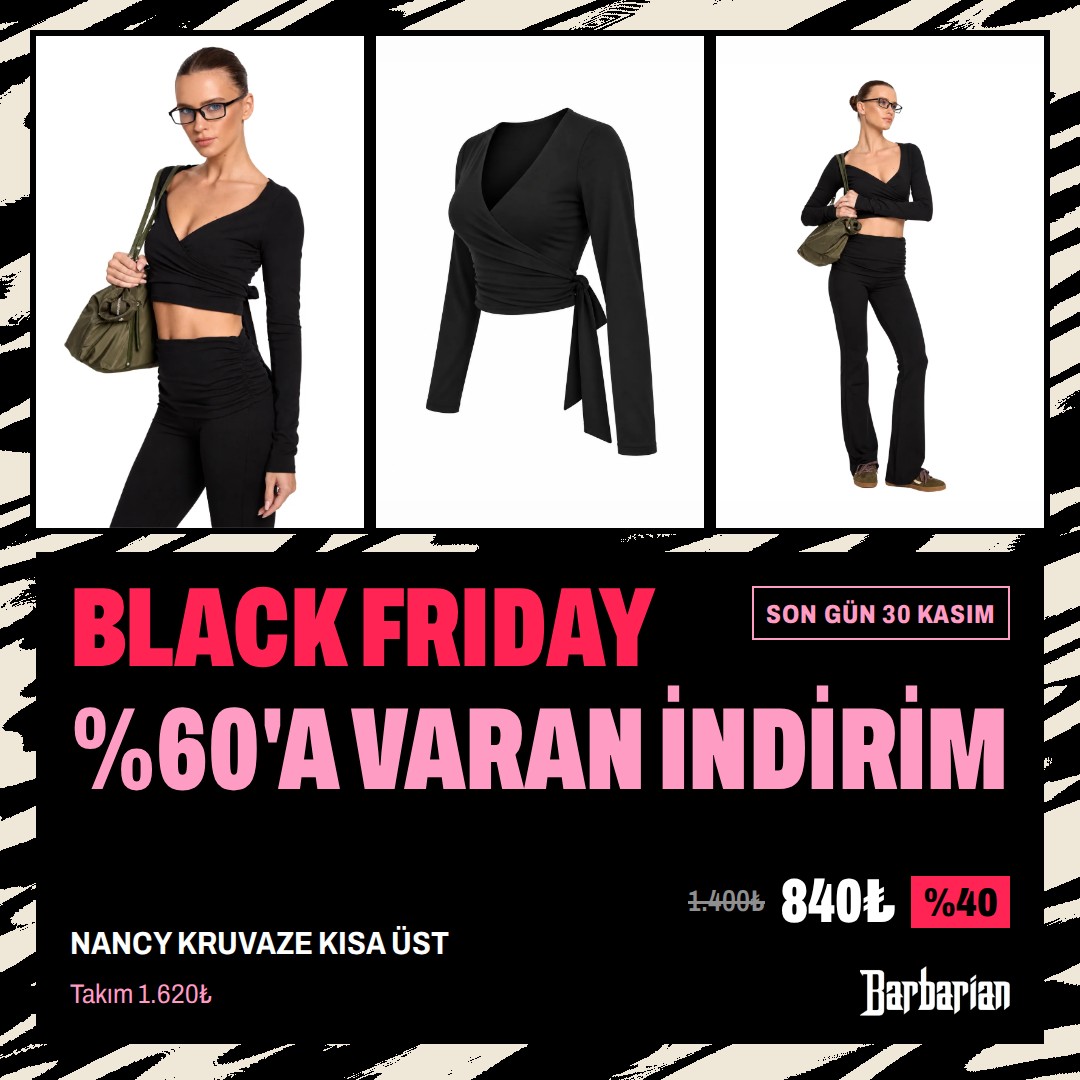 BLACK FRIDAY
SON GÜN 30 KASIM
%60'A VARAN İNDİRİM
1.400₺ 840₺ %40
NANCY KRUVAZE KISA ÜST
Takım 1.620₺
Barbarian